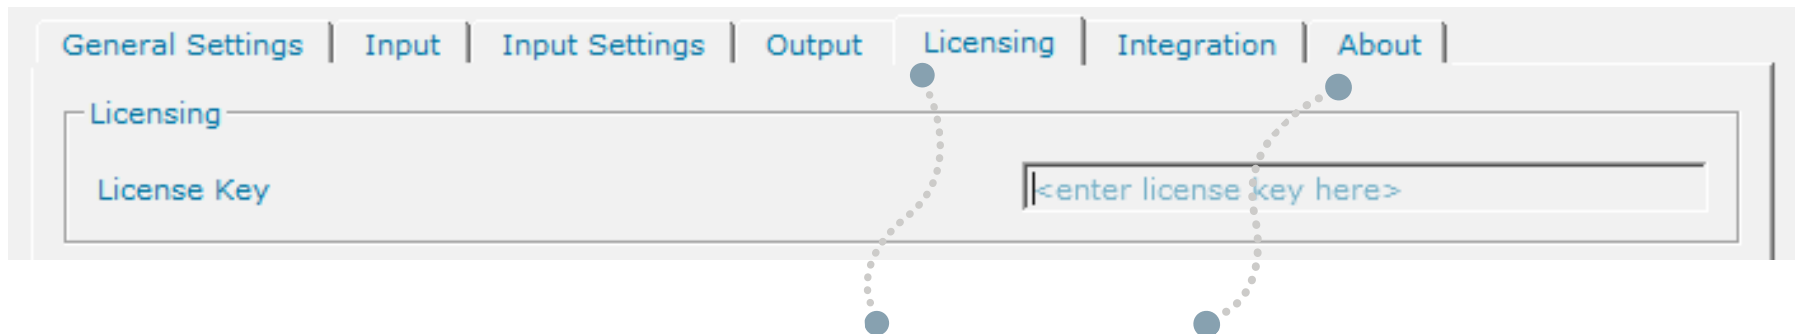 General Settings Input Input Settings Output Licensing Integration About
Licensing
License Key <enter license key here>